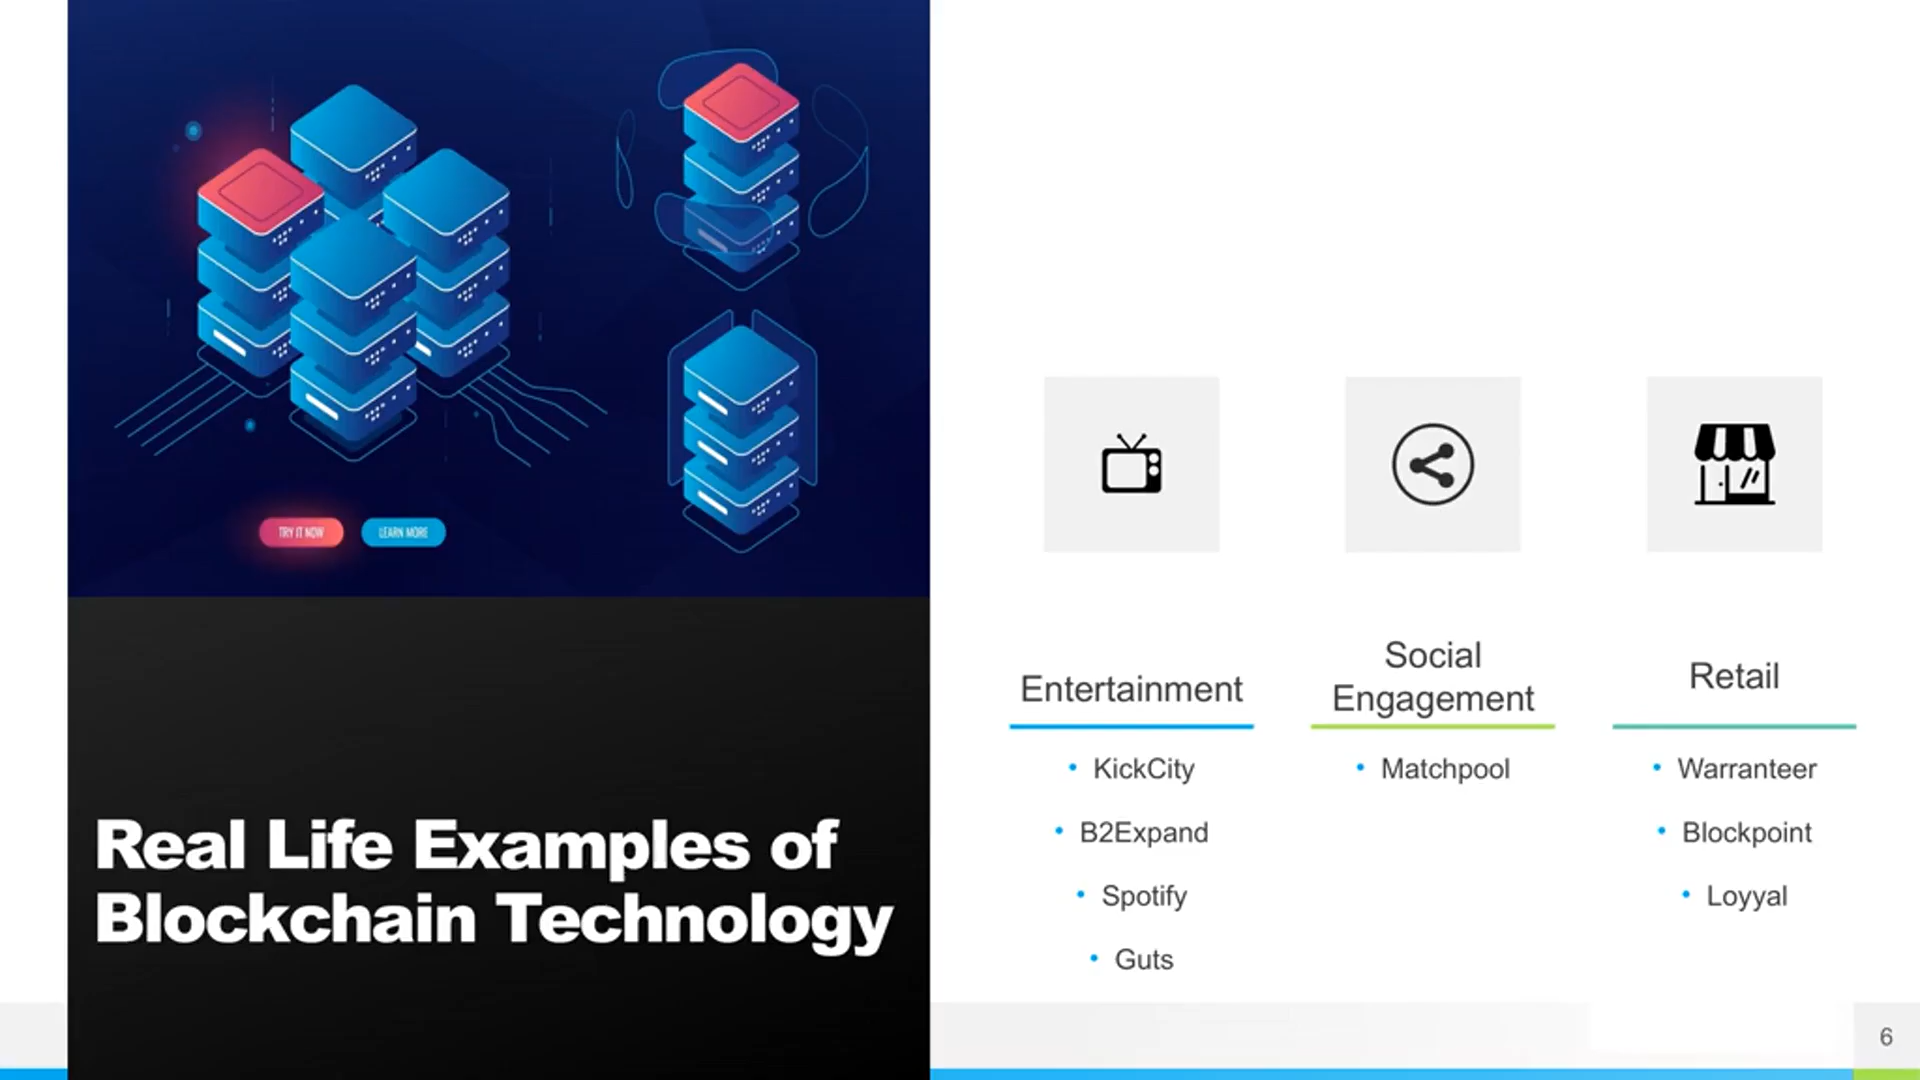 TRY IT NOW
LEARN MORE
Real Life Examples of
Blockchain Technology
Entertainment
• KickCity
• B2Expand
• Spotify
• Guts
Social
Engagement
• Matchpool
Retail
• Warranteer
• Blockpoint
• Loyyal
6